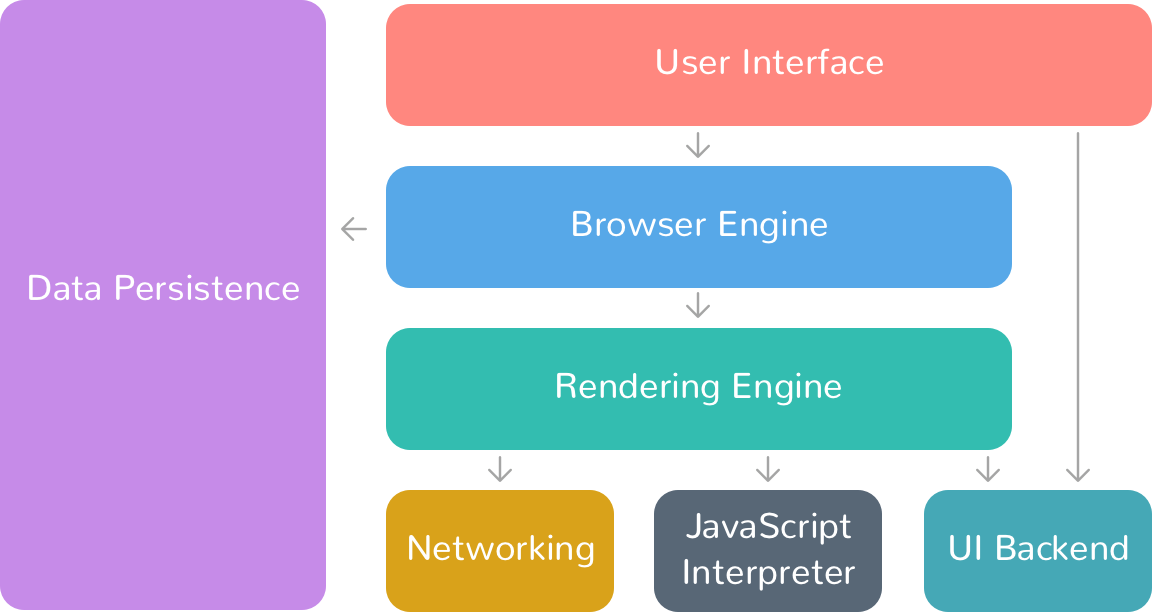 User Interface
Browser Engine
Data Persistence
Rendering Engine
Networking
JavaScript
Interpreter
UI Backend